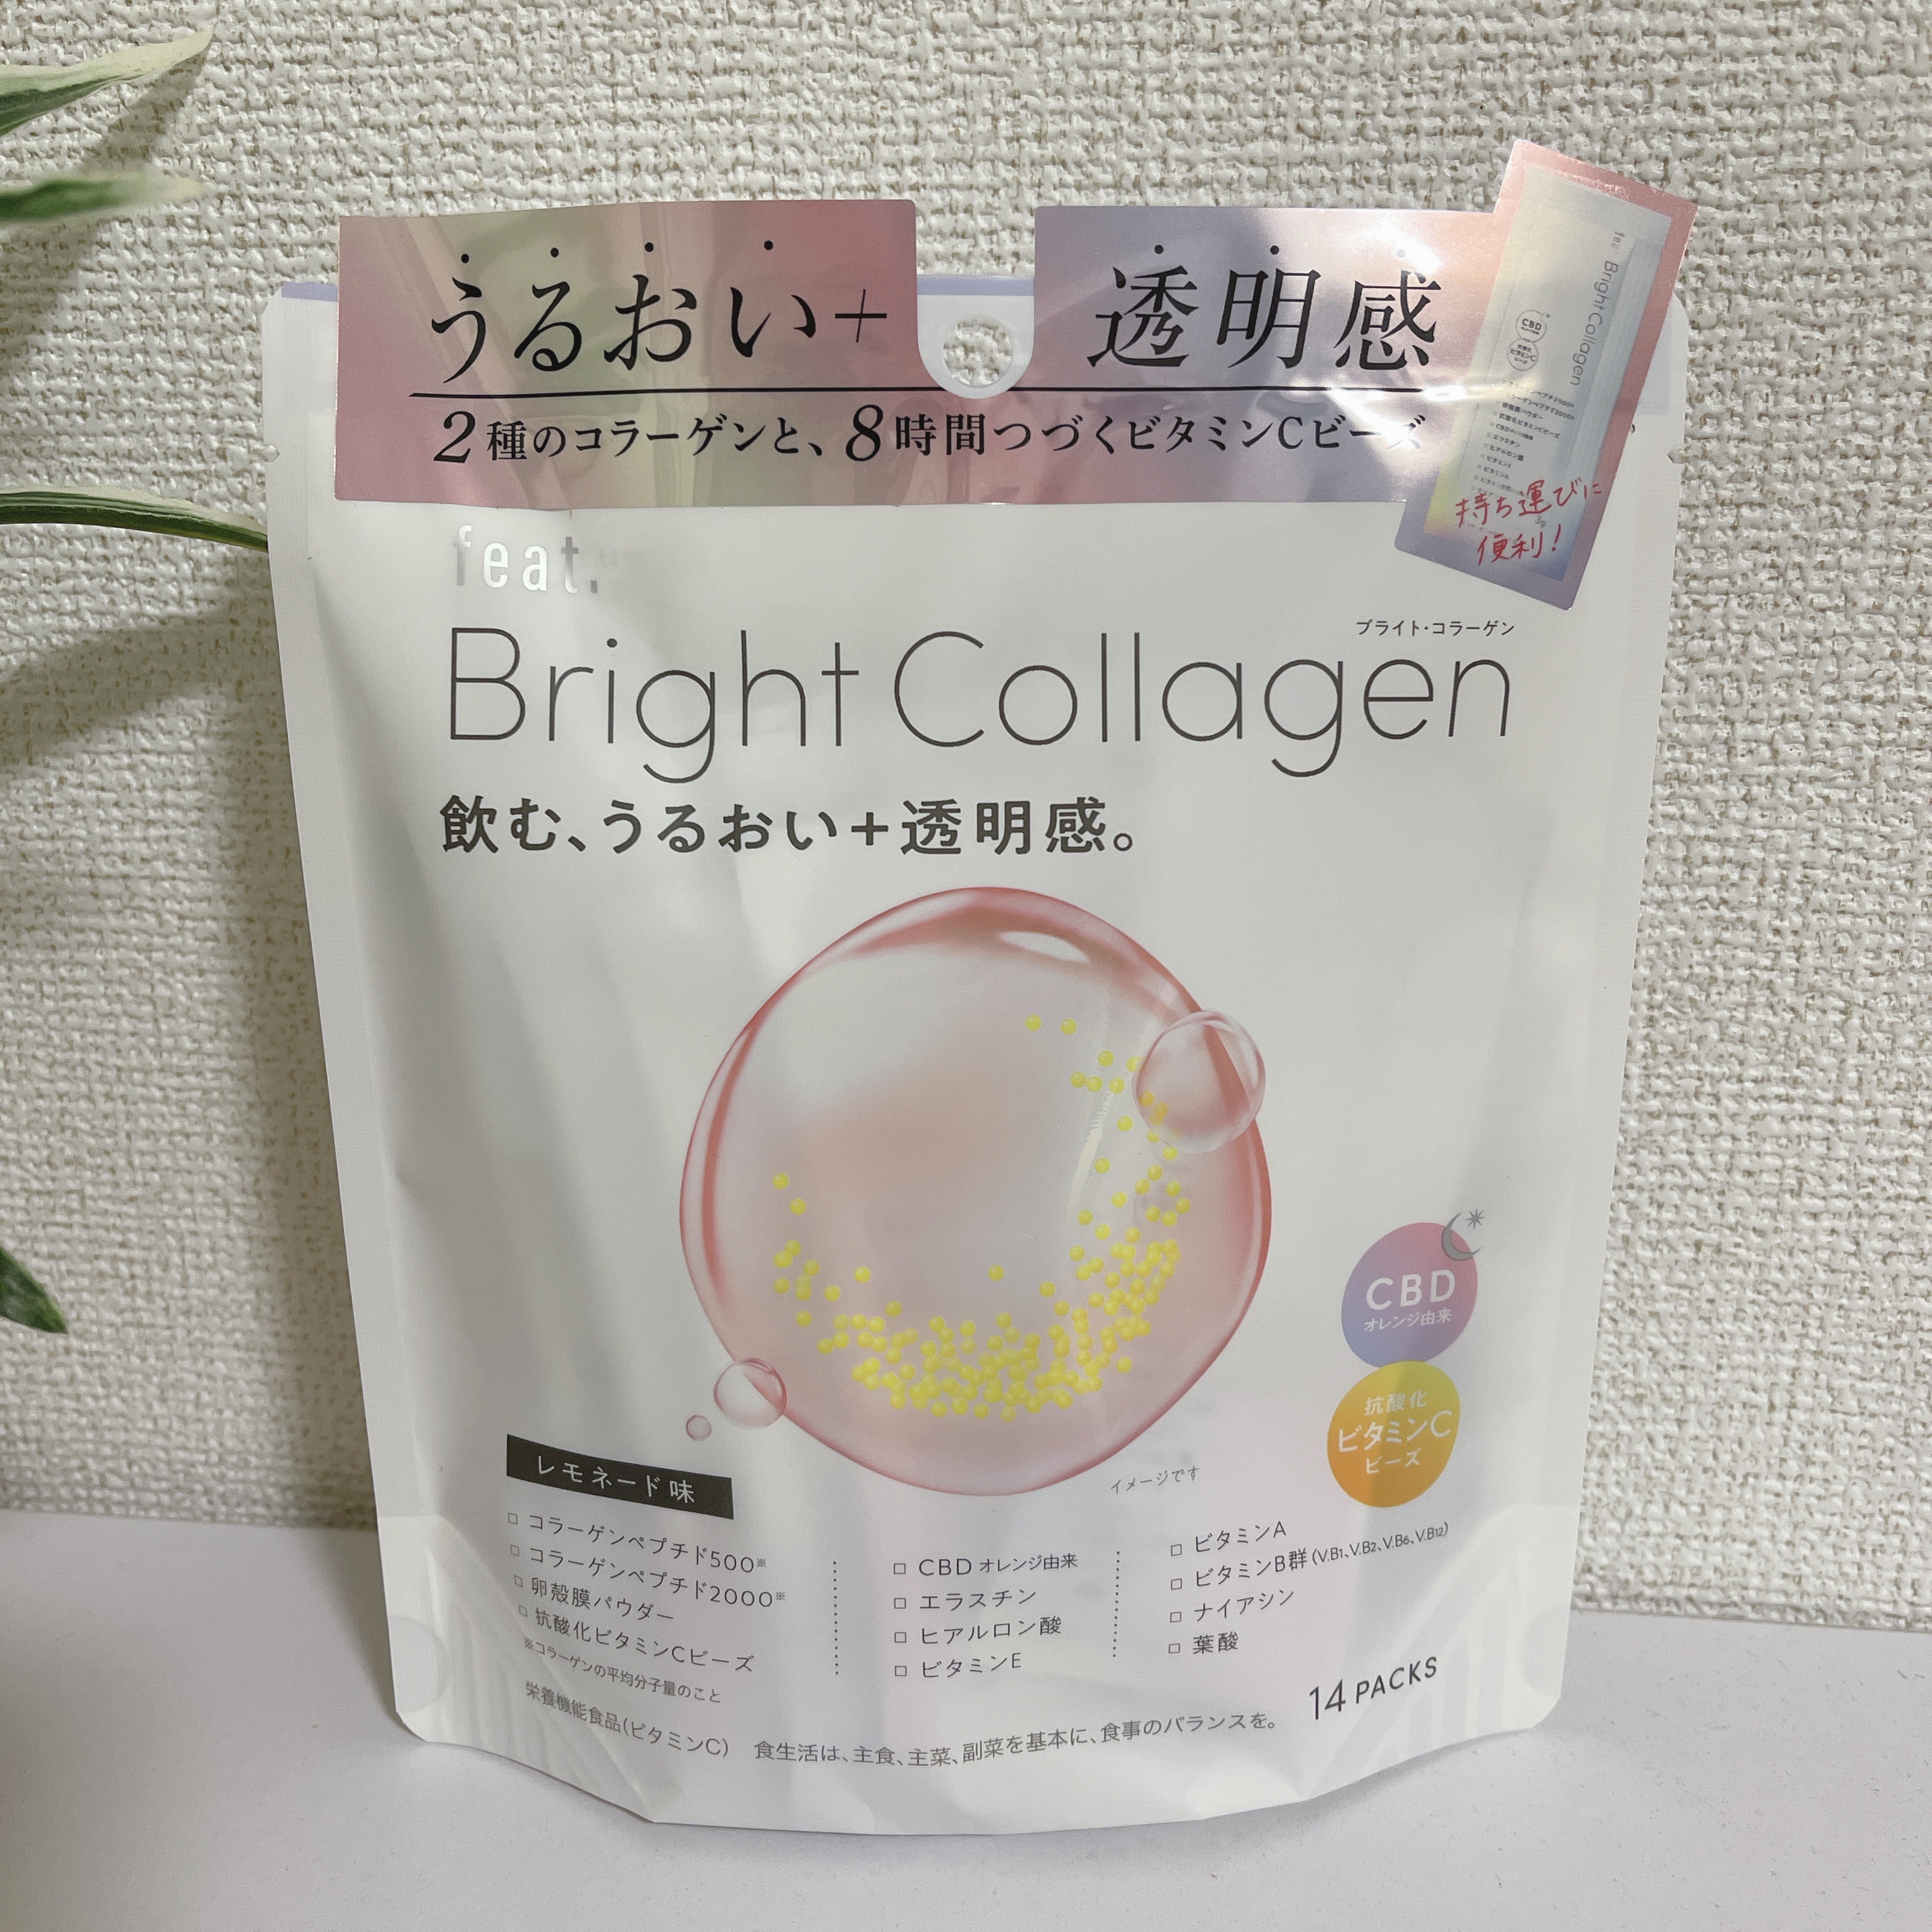 うるおい+ 透明感
2種のコラーゲンと、8時間つづくビタミンCビーズ
feat.
Bright Collagen
CBD
ビタミンC
持ち運びに
便利!
feat.
ブライト・コラーゲン
Bright Collagen
飲む、うるおい+透明感。
CBD
オレンジ由来
抗酸化
ビタミンC
ビーズ
イメージです
レモネード味
□ コラーゲンペプチド500※
□ コラーゲンペプチド2000※
□ 卵殻膜パウダー
□ 抗酸化ビタミンCビーズ
※コラーゲンの平均分子量のこと
□ CBD オレンジ由来
□ エラスチン
□ ヒアルロン酸
□ ビタミンE
□ ビタミンA
□ ビタミンB群(V.B1、V.B2、V.B6、V.B12)
□ ナイアシン
□ 葉酸
14 PACKS
栄養機能食品(ビタミンC) 食生活は、主食、主菜、副菜を基本に、食事のバランスを。